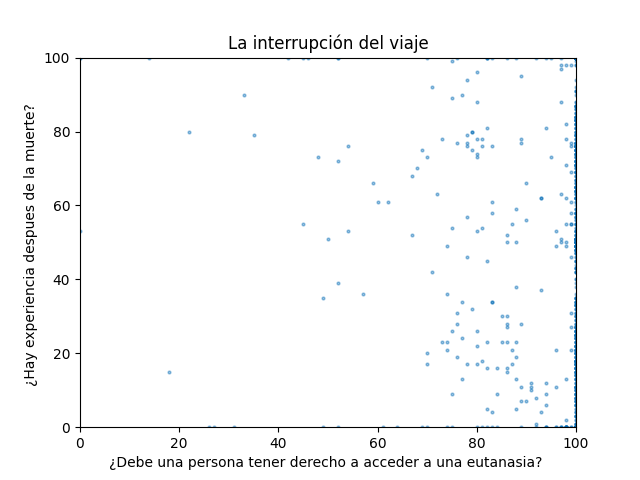 La interrupción del viaje
100
80
60
40
20
0
¿Hay experiencia despues de la muerte?
0 20 40 60 80 100
¿Debe una persona tener derecho a acceder a una eutanasia?